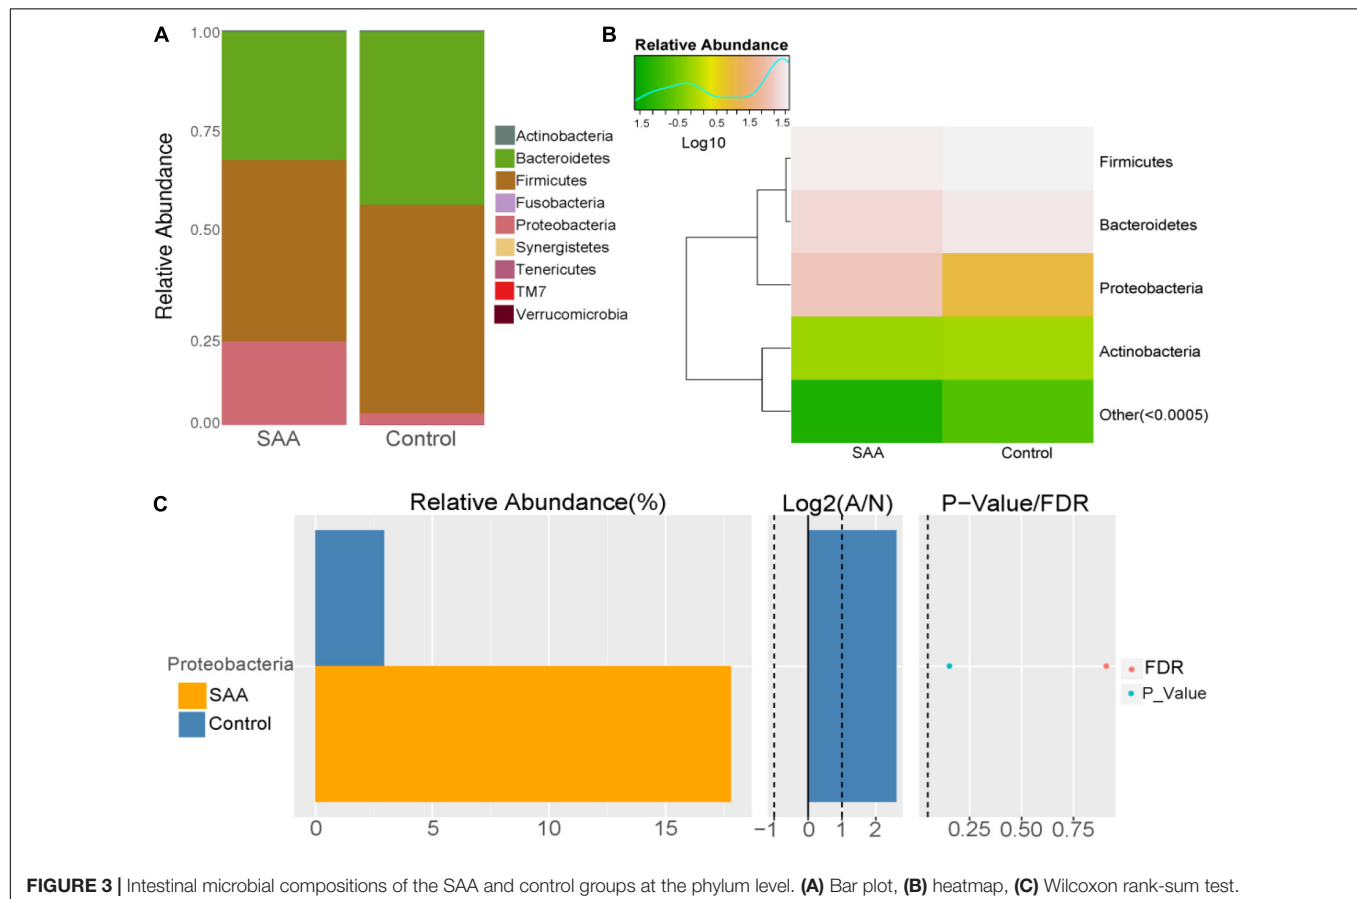 A
1.00
0.75
0.50
0.25
0.00
Relative Abundance
SAA
Control
Actinobacteria
Bacteroidetes
Firmicutes
Fusobacteria
Proteobacteria
Synergistetes
Tenericutes
TM7
Verrucomicrobia
B
Relative Abundance
1.5 -0.5 0.5 1.5 1.5
Log10
Firmicutes
Bacteroidetes
Proteobacteria
Actinobacteria
Other(<0.0005)
SAA Control
C
Relative Abundance(%) Log2(A/N) P-Value/FDR
Proteobacteria
SAA
Control
FDR
P_Value
0 5 10 15 −1 0 1 2 0.25 0.50 0.75
FIGURE 3 | Intestinal microbial compositions of the SAA and control groups at the phylum level. (A) Bar plot, (B) heatmap, (C) Wilcoxon rank-sum test.